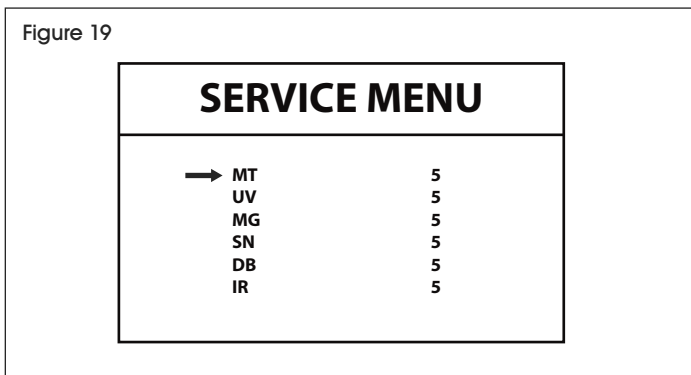 Figure 19
SERVICE MENU
MT 5
UV 5
MG 5
SN 5
DB 5
IR 5